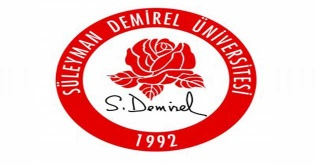 SÜLEYMAN DEMİREL ÜNİVERSİTESİ
S. Demirel
1992